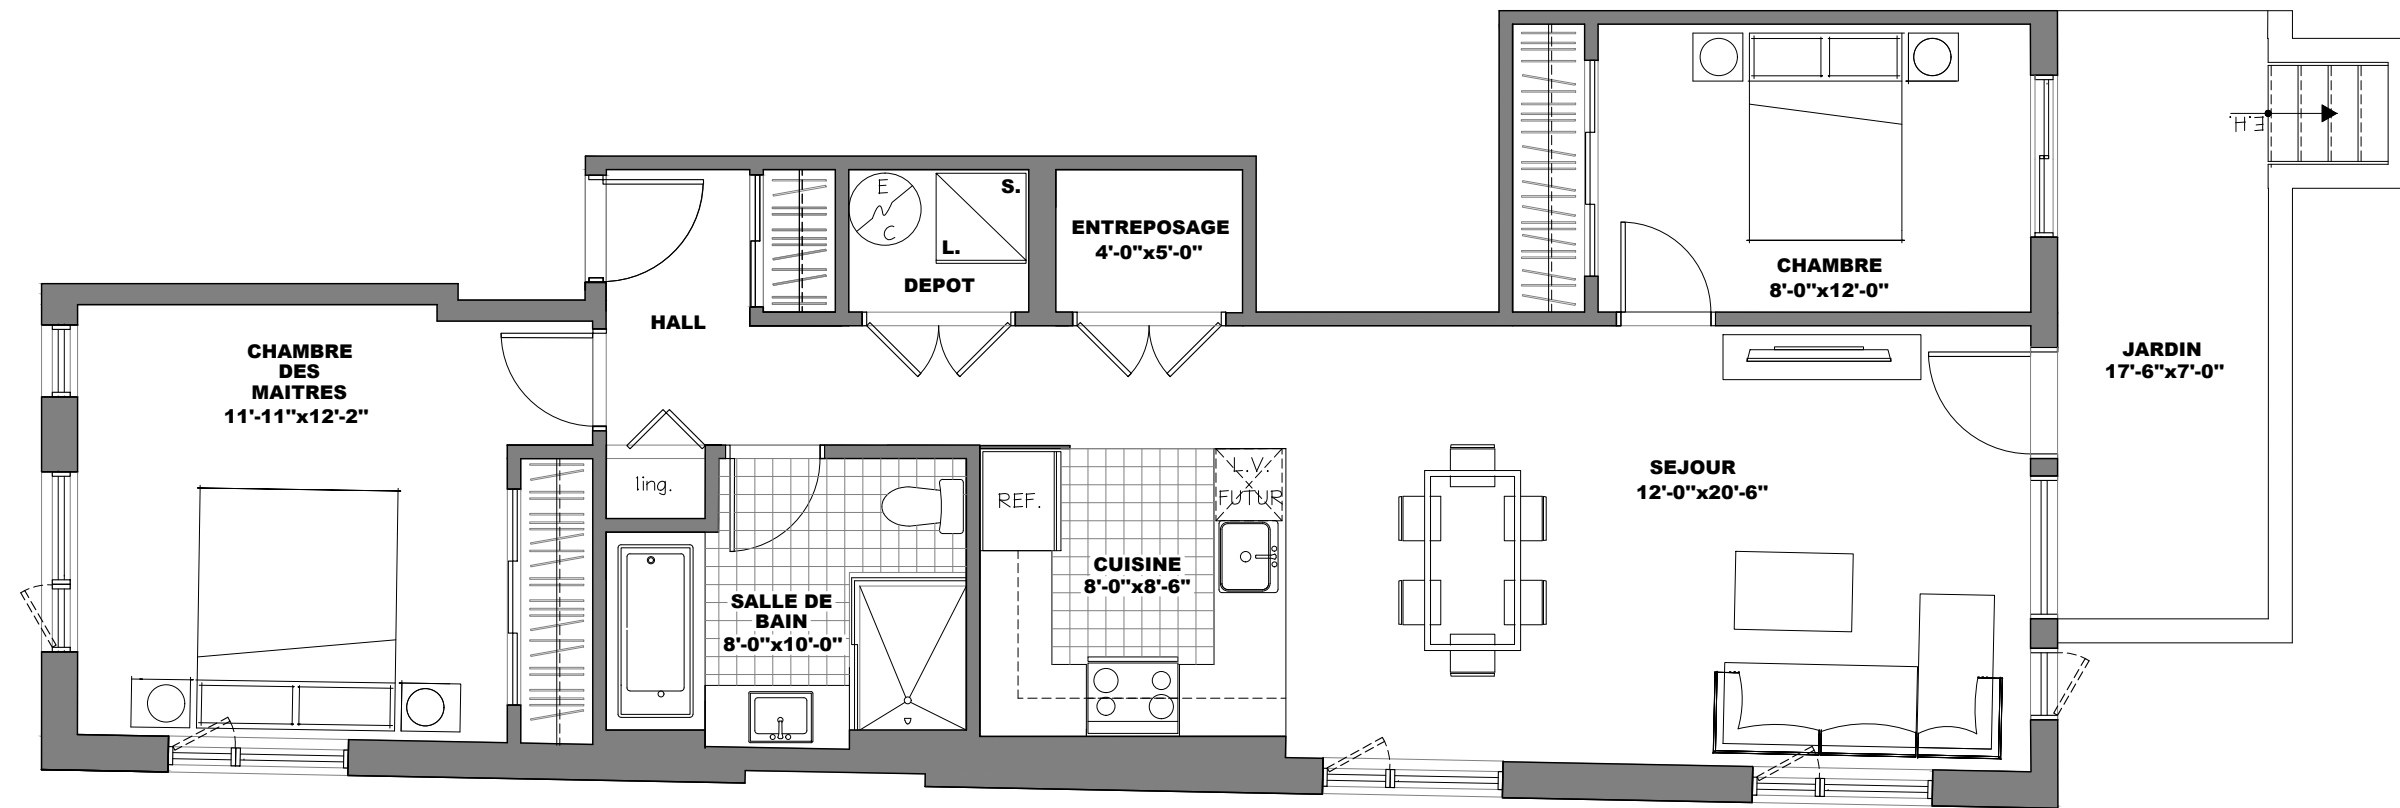 CHAMBRE
DES
MAITRES
11'-11"x12'-2"
HALL
E
C
S.
L.
DEPOT
ENTREPOSAGE
4'-0"x5'-0"
CHAMBRE
8'-0"x12'-0"
E.H.
JARDIN
17'-6"x7'-0"
ling.
SALLE DE
BAIN
8'-0"x10'-0"
REF.
L.V.
FUTUR
CUISINE
8'-0"x8'-6"
SEJOUR
12'-0"x20'-6"